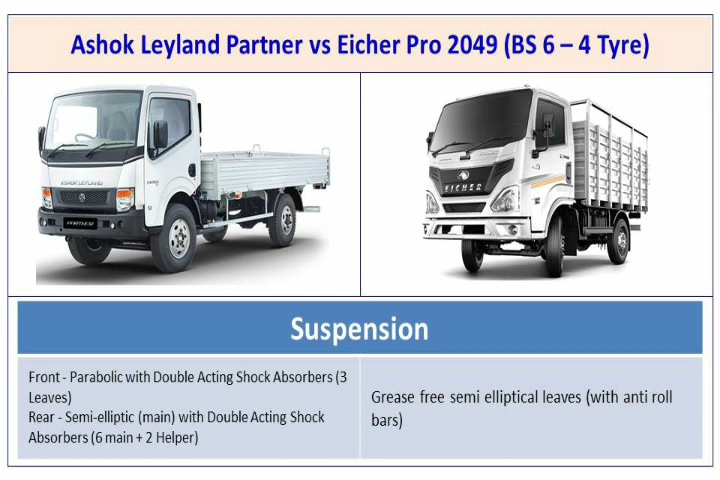 Ashok Leyland Partner vs Eicher Pro 2049 (BS 6 – 4 Tyre)
ASHOK LEYLAND
PARTNER
EICHER
Suspension
Front - Parabolic with Double Acting Shock Absorbers (3
Leaves)
Rear - Semi-elliptic (main) with Double Acting Shock
Absorbers (6 main + 2 Helper)
Grease free semi elliptical leaves (with anti roll
bars)